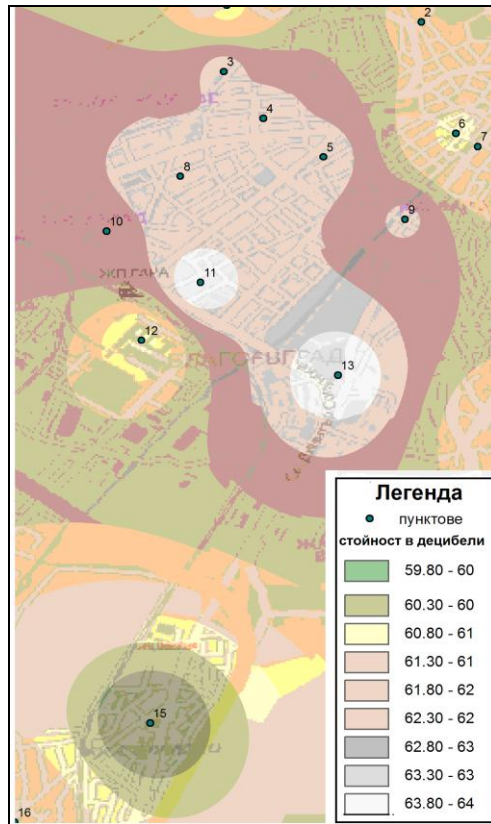 2
3
4
6
5
7
8
9
10
ЖП ГАРА
11
12
БЛАГОЕВГРАД
13
Легенда
пунктове
стойност в децибели
59.80 - 60
60.30 - 60
60.80 - 61
61.30 - 61
61.80 - 62
62.30 - 62
62.80 - 63
63.30 - 63
63.80 - 64
15
16